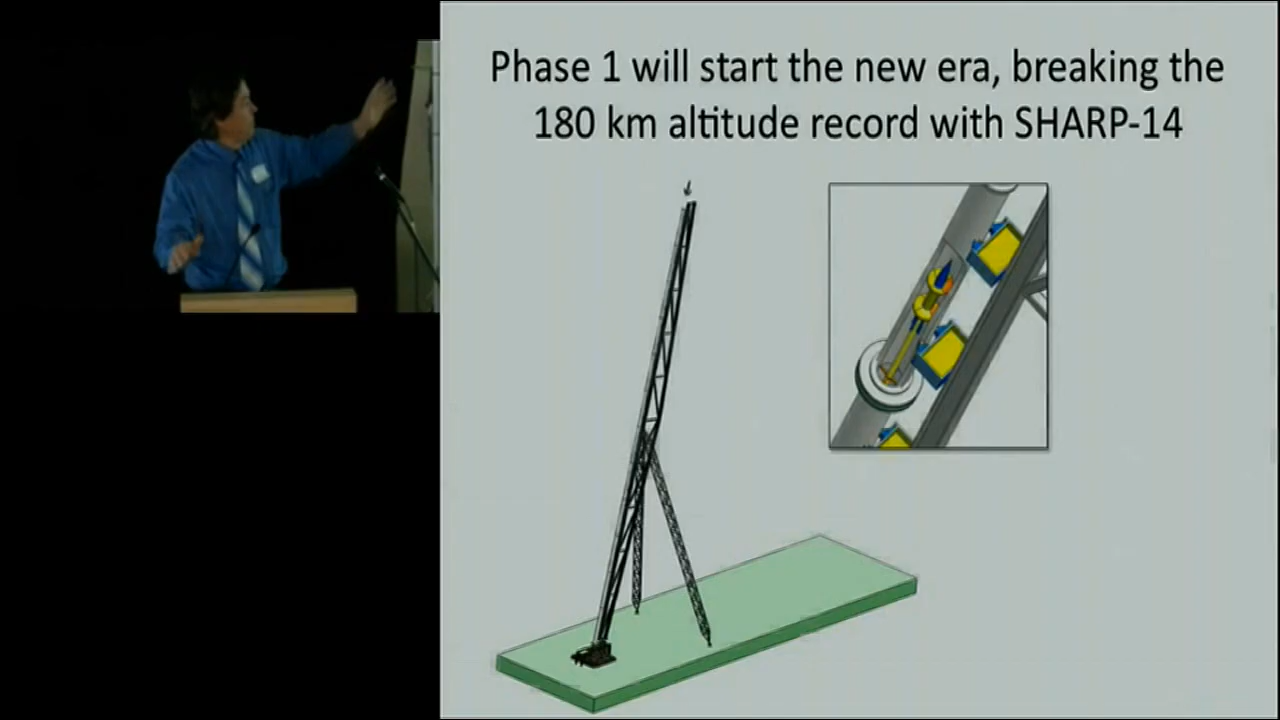 Phase 1 will start the new era, breaking the
180 km altitude record with SHARP-14